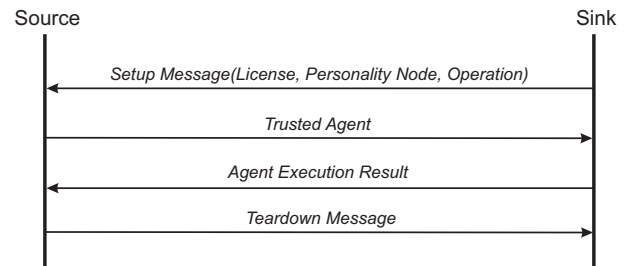 Source Sink
Setup Message(License, Personality Node, Operation)
Trusted Agent
Agent Execution Result
Teardown Message